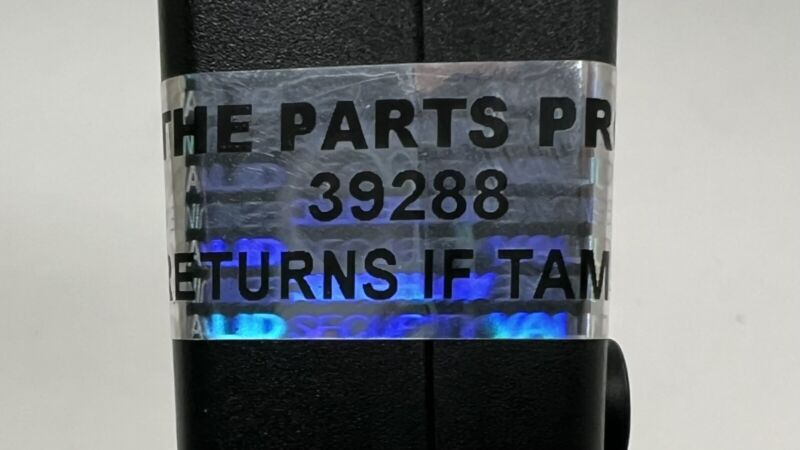 THE PARTS PR
39288
RETURNS IF TAM